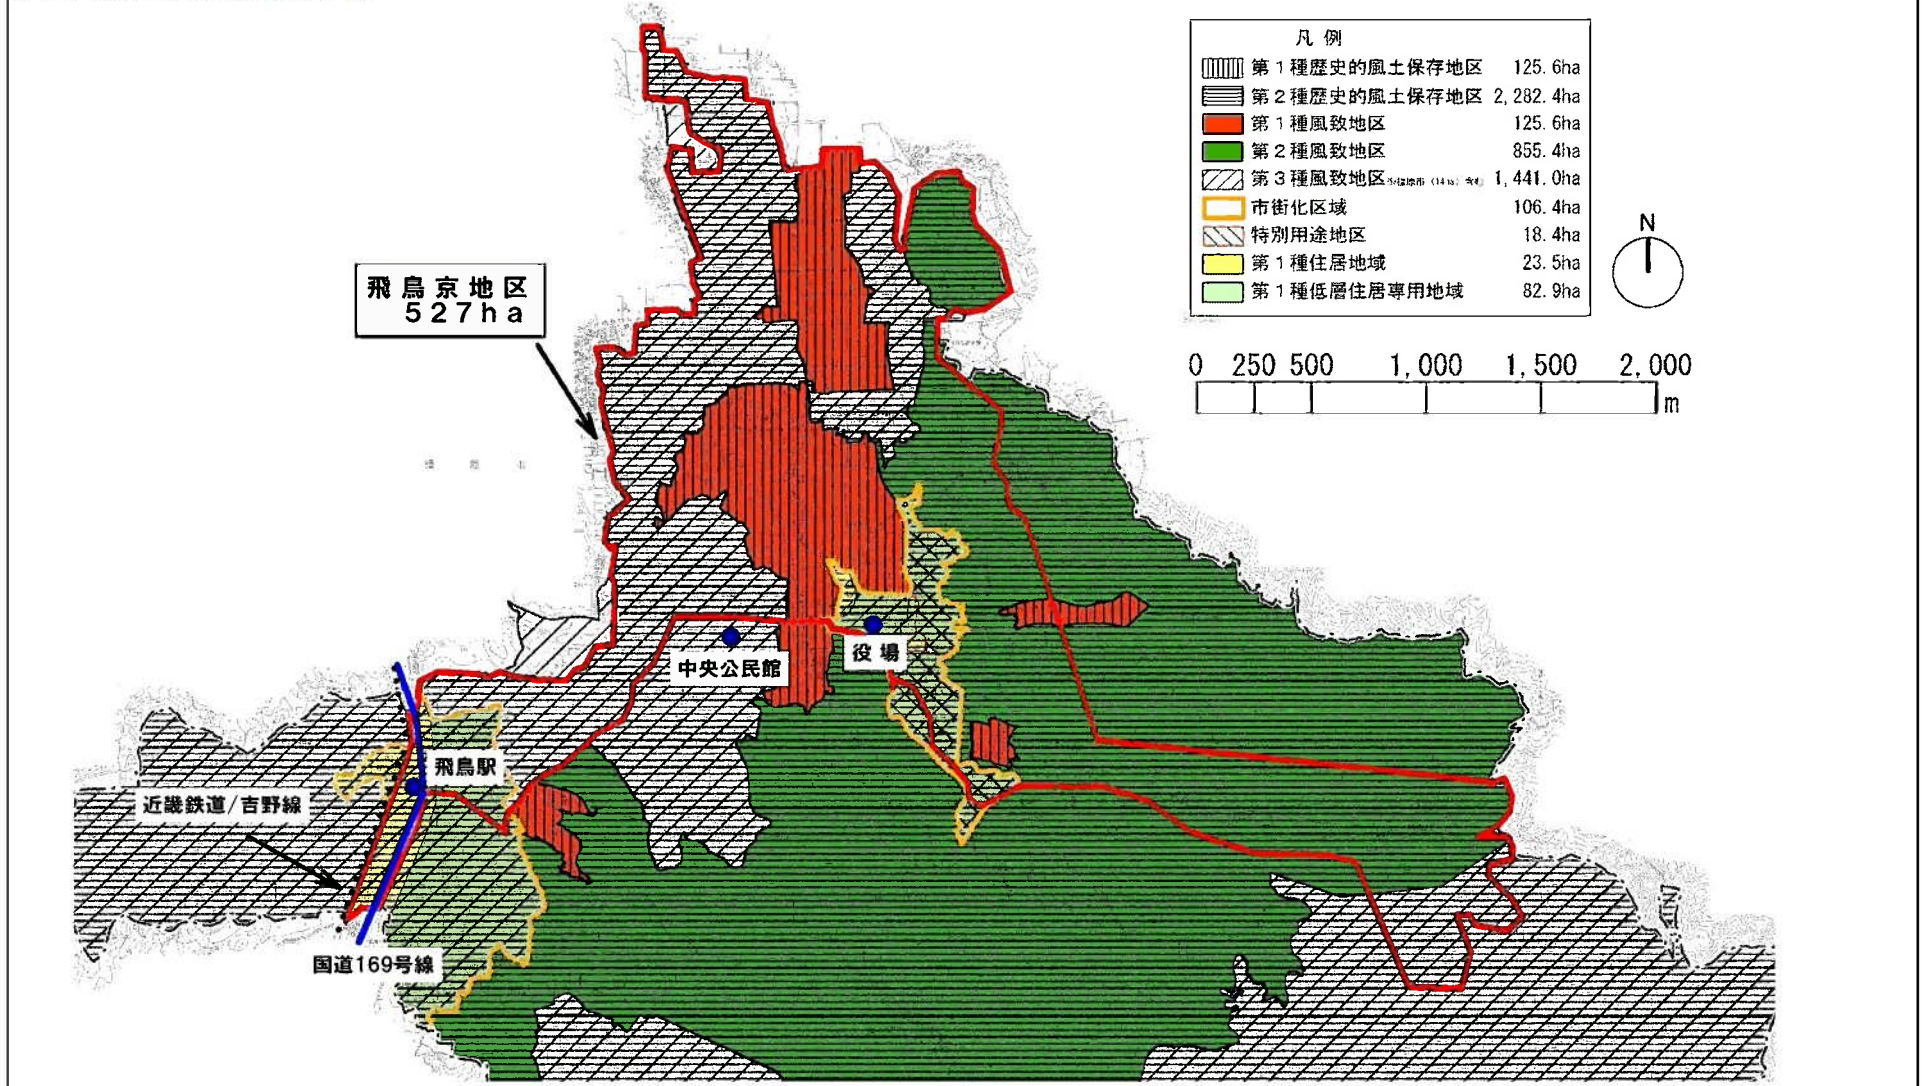 凡 例
第1種歴史的風土保存地区 125.6ha
第2種歴史的風土保存地区 2,282.4ha
第1種風致地区 125.6ha
第2種風致地区 855.4ha
第3種風致地区 1,441.0ha
市街化区域 106.4ha
特別用途地区 18.4ha
第1種住居地域 23.5ha
第1種低層住居専用地域 82.9ha
N
飛鳥京地区
527ha
0 250 500 1,000 1,500 2,000
m
中央公民館
役場
飛鳥駅
近畿鉄道/吉野線
国道169号線